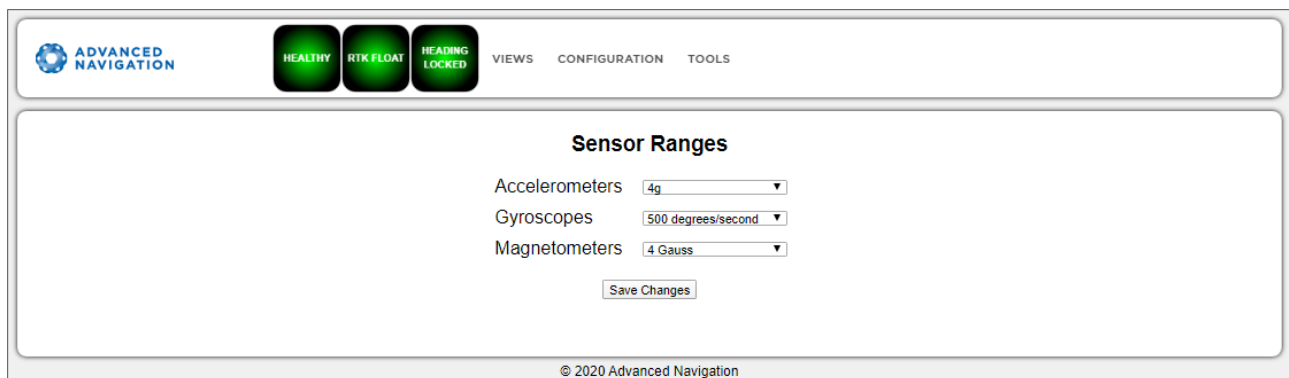 ADVANCED
NAVIGATION
HEALTHY
RTK FLOAT
HEADING
LOCKED
VIEWS CONFIGURATION TOOLS
Sensor Ranges
Accelerometers 4g
Gyroscopes 500 degrees/second
Magnetometers 4 Gauss
Save Changes
© 2020 Advanced Navigation